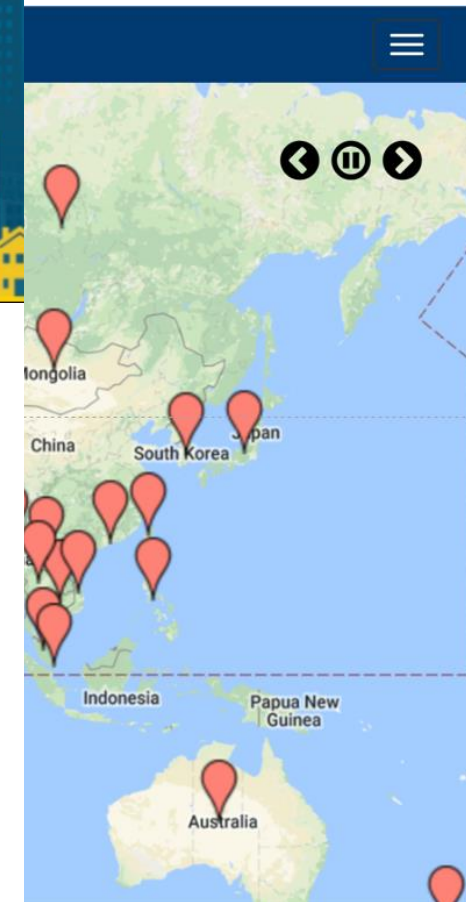 Mongolia
China
South Korea
Japan
Indonesia
Papua New
Guinea
Australia